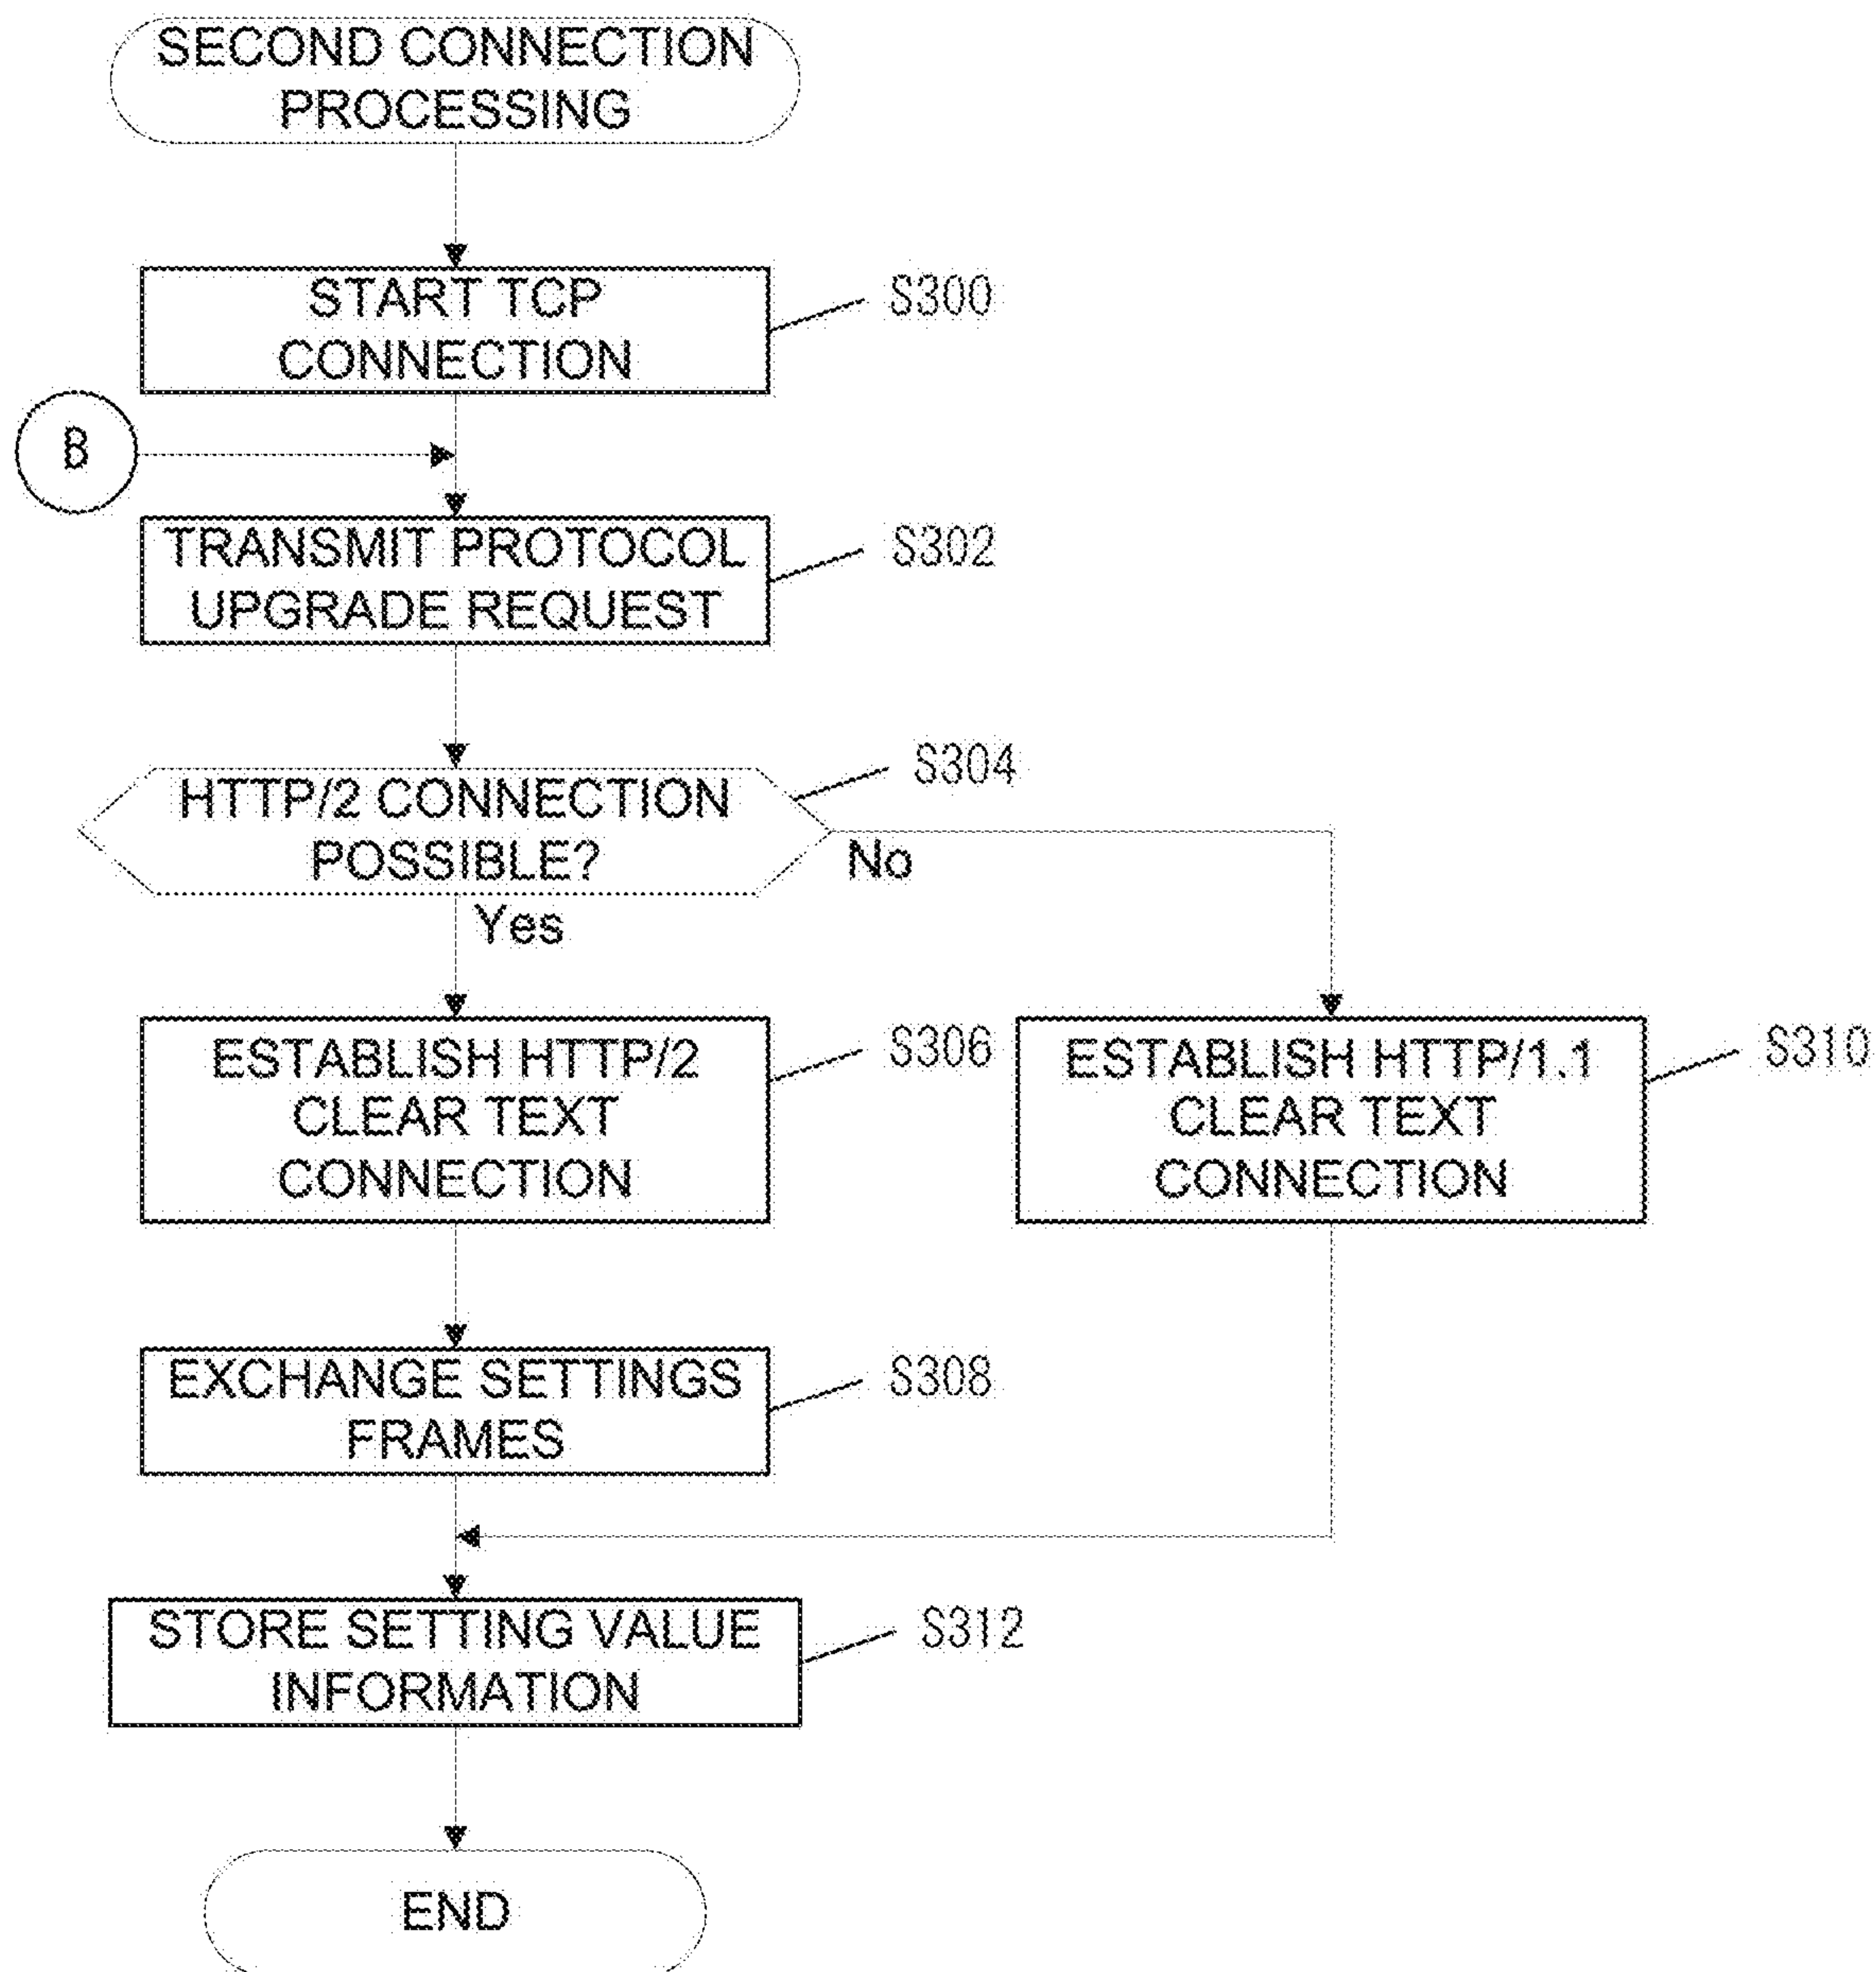 SECOND CONNECTION
PROCESSING
START TCP
CONNECTION
S300
B
TRANSMIT PROTOCOL
UPGRADE REQUEST
S302
HTTP/2 CONNECTION
POSSIBLE?
S304
No
Yes
ESTABLISH HTTP/2
CLEAR TEXT
CONNECTION
S306
ESTABLISH HTTP/1.1
CLEAR TEXT
CONNECTION
S310
EXCHANGE SETTINGS
FRAMES
S308
STORE SETTING VALUE
INFORMATION
S312
END